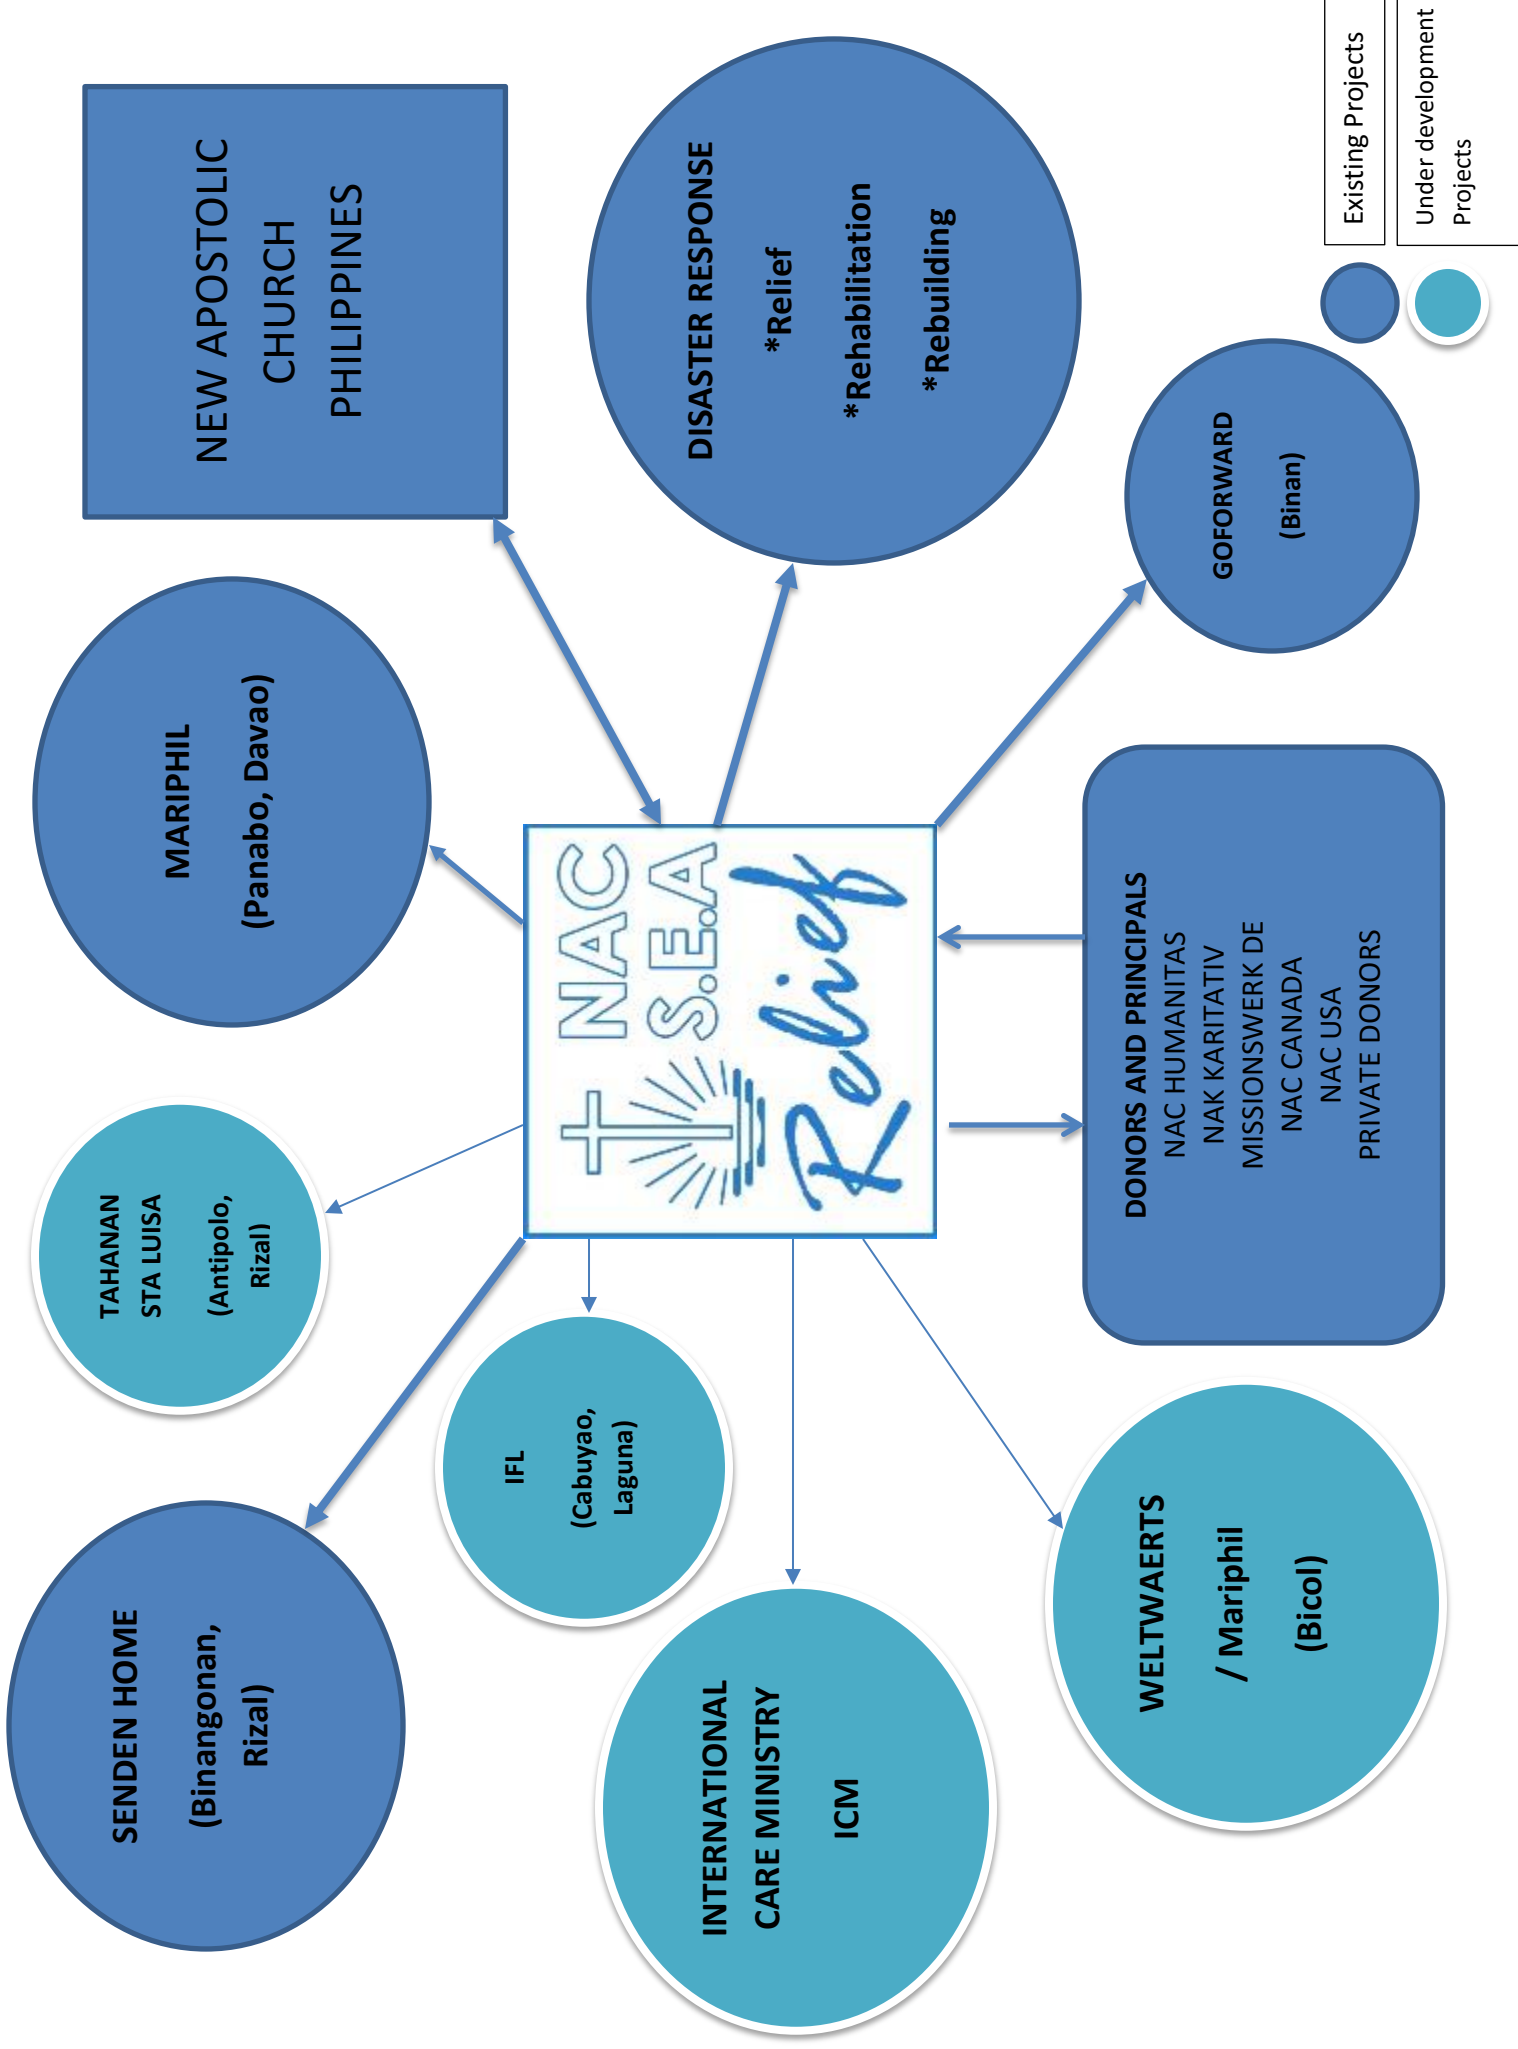 SENDEN HOME
(Binangonan,
Rizal)
TAHANAN
STA LUISA
(Antipolo,
Rizal)
MARIPHIL
(Panabo, Davao)
NEW APOSTOLIC
CHURCH
PHILIPPINES
IFL
(Cabuyao,
Laguna)
NAC
S.E.A
Relief
DISASTER RESPONSE
*Relief
*Rehabilitation
*Rebuilding
INTERNATIONAL
CARE MINISTRY
ICM
WELTWAERTS
/ Mariphil
(Bicol)
DONORS AND PRINCIPALS
NAC HUMANITAS
NAK KARITATIV
MISSIONSWERK DE
NAC CANADA
NAC USA
PRIVATE DONORS
GOFORWARD
(Binan)
Existing Projects
Under development
Projects